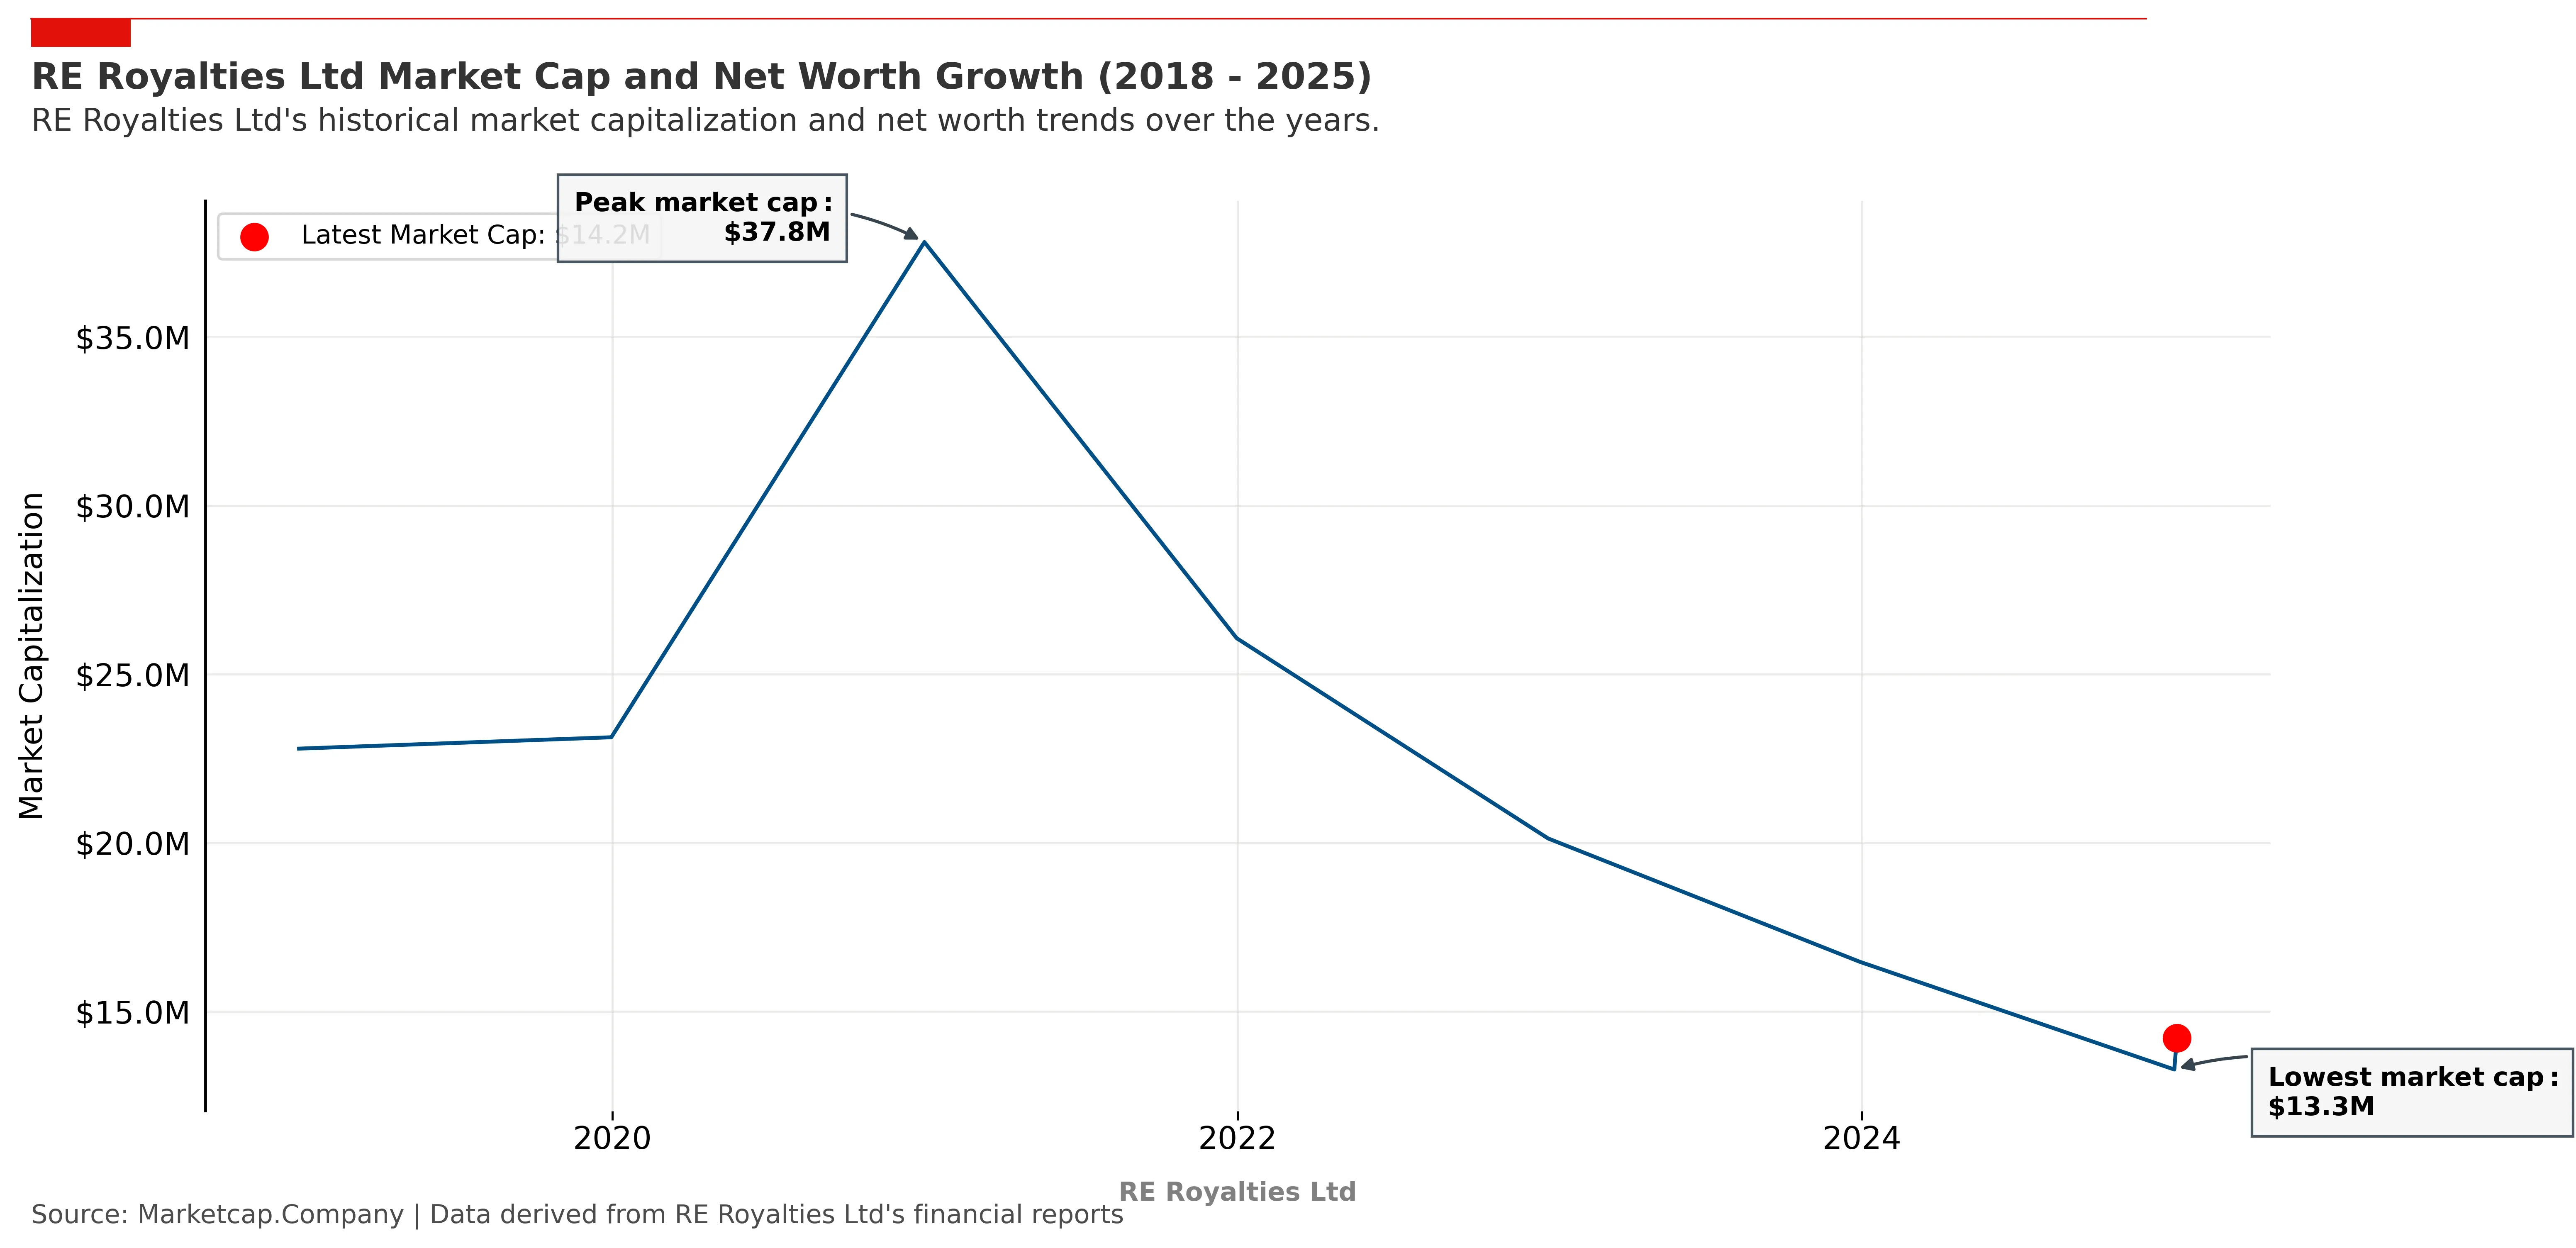 RE Royalties Ltd Market Cap and Net Worth Growth (2018 - 2025)
RE Royalties Ltd's historical market capitalization and net worth trends over the years.
Peak market cap:
$37.8M
Latest Market Cap: $14.2M
Market Capitalization
$35.0M
$30.0M
$25.0M
$20.0M
$15.0M
Lowest market cap:
$13.3M
2020
2022
2024
RE Royalties Ltd
Source: Marketcap.Company | Data derived from RE Royalties Ltd's financial reports